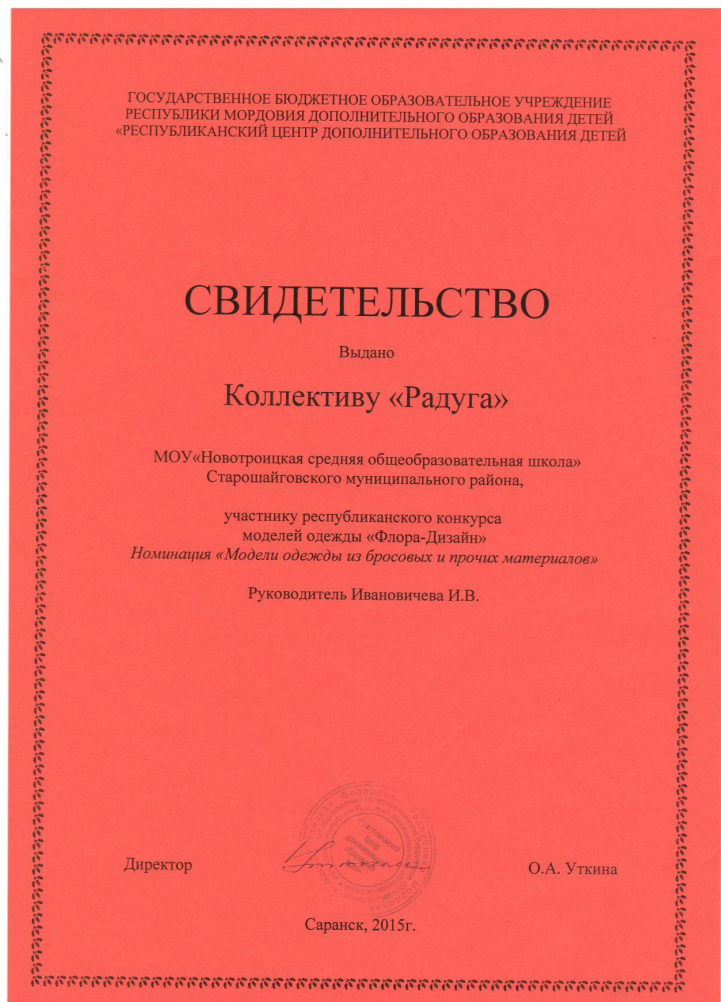 ГОСУДАРСТВЕННОЕ БЮДЖЕТНОЕ ОБРАЗОВАТЕЛЬНОЕ УЧРЕЖДЕНИЕ
РЕСПУБЛИКИ МОРДОВИЯ ДОПОЛНИТЕЛЬНОГО ОБРАЗОВАНИЯ ДЕТЕЙ
«РЕСПУБЛИКАНСКИЙ ЦЕНТР ДОПОЛНИТЕЛЬНОГО ОБРАЗОВАНИЯ ДЕТЕЙ
СВИДЕТЕЛЬСТВО
Выдано
Коллективу «Радуга»
МОУ«Новотроицкая средняя общеобразовательная школа»
Старошайговского муниципального района,
участнику республиканского конкурса
моделей одежды «Флора-Дизайн»
Номинация «Модели одежды из бросовых и прочих материалов»
Руководитель Ивановичева И.В.
Директор
О.А. Уткина
Саранск, 2015г.